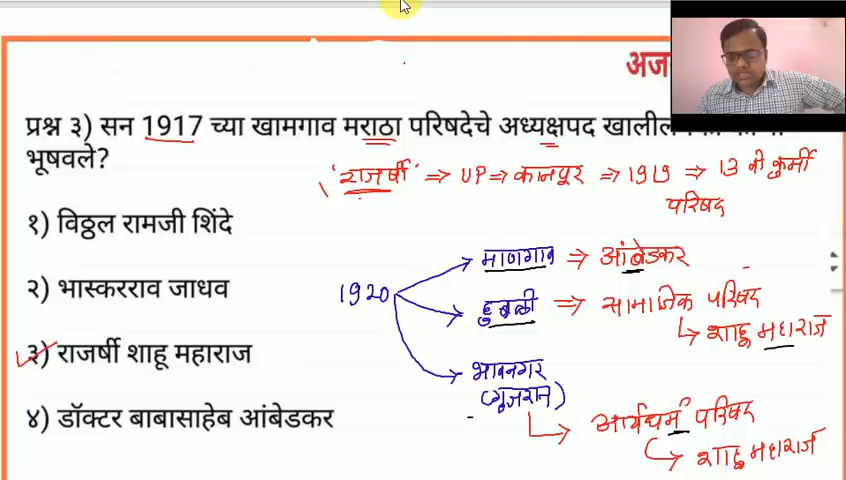 अज
प्रश्न ३) सन 1917 च्या खामगाव मराठा परिषदेचे अध्यक्षपद खालील
भूषवले?
'राजर्षी' ⇒ UP ⇒ कानपूर ⇒ 1919 ⇒ 13 वी कुर्मी
परिषद
१) विठ्ठल रामजी शिंदे
माणगाव ⇒ आंबेडकर
२) भास्करराव जाधव
1920
हुबळी ⇒ सामाजिक परिषद
शाहू महाराज
३) राजर्षी शाहू महाराज
भावनगर
(गुजरात)
४) डॉक्टर बाबासाहेब आंबेडकर
आर्यधर्म परिषद
शाहू महाराज